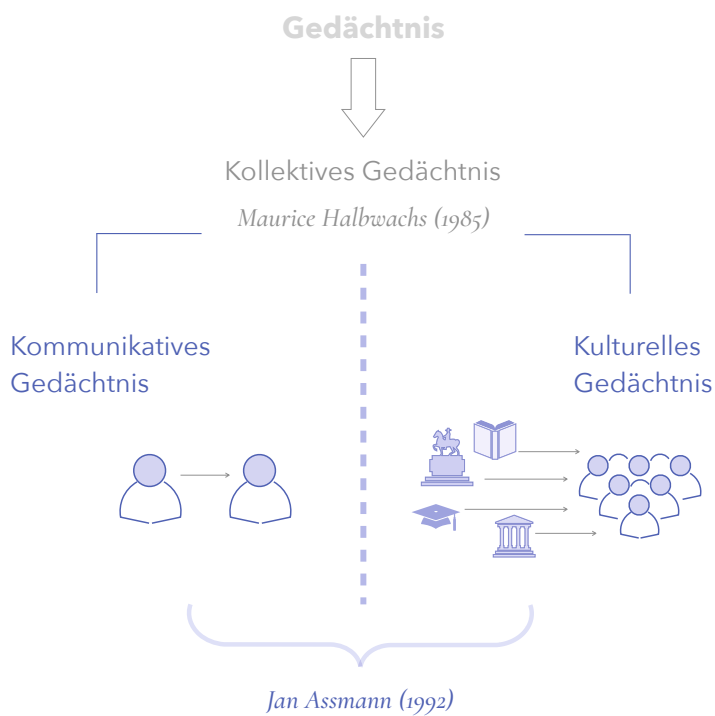 Gedächtnis
Kollektives Gedächtnis
Maurice Halbwachs (1985)
Kommunikatives
Gedächtnis
Kulturelles
Gedächtnis
Jan Assmann (1992)